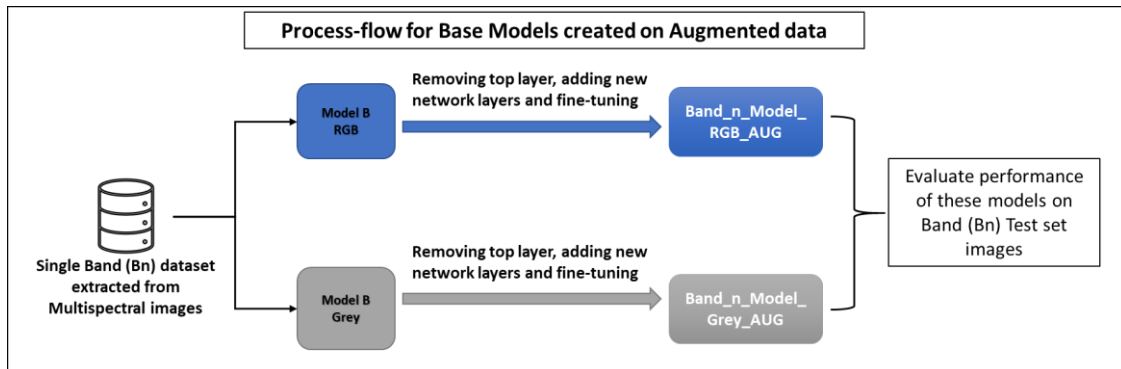 Process-flow for Base Models created on Augmented data
Removing top layer, adding new
network layers and fine-tuning
Model B
RGB
Band_n_Model_
RGB_AUG
Single Band (Bn) dataset
extracted from
Multispectral images
Evaluate performance
of these models on
Band (Bn) Test set
images
Removing top layer, adding new
network layers and fine-tuning
Model B
Grey
Band_n_Model_
Grey_AUG